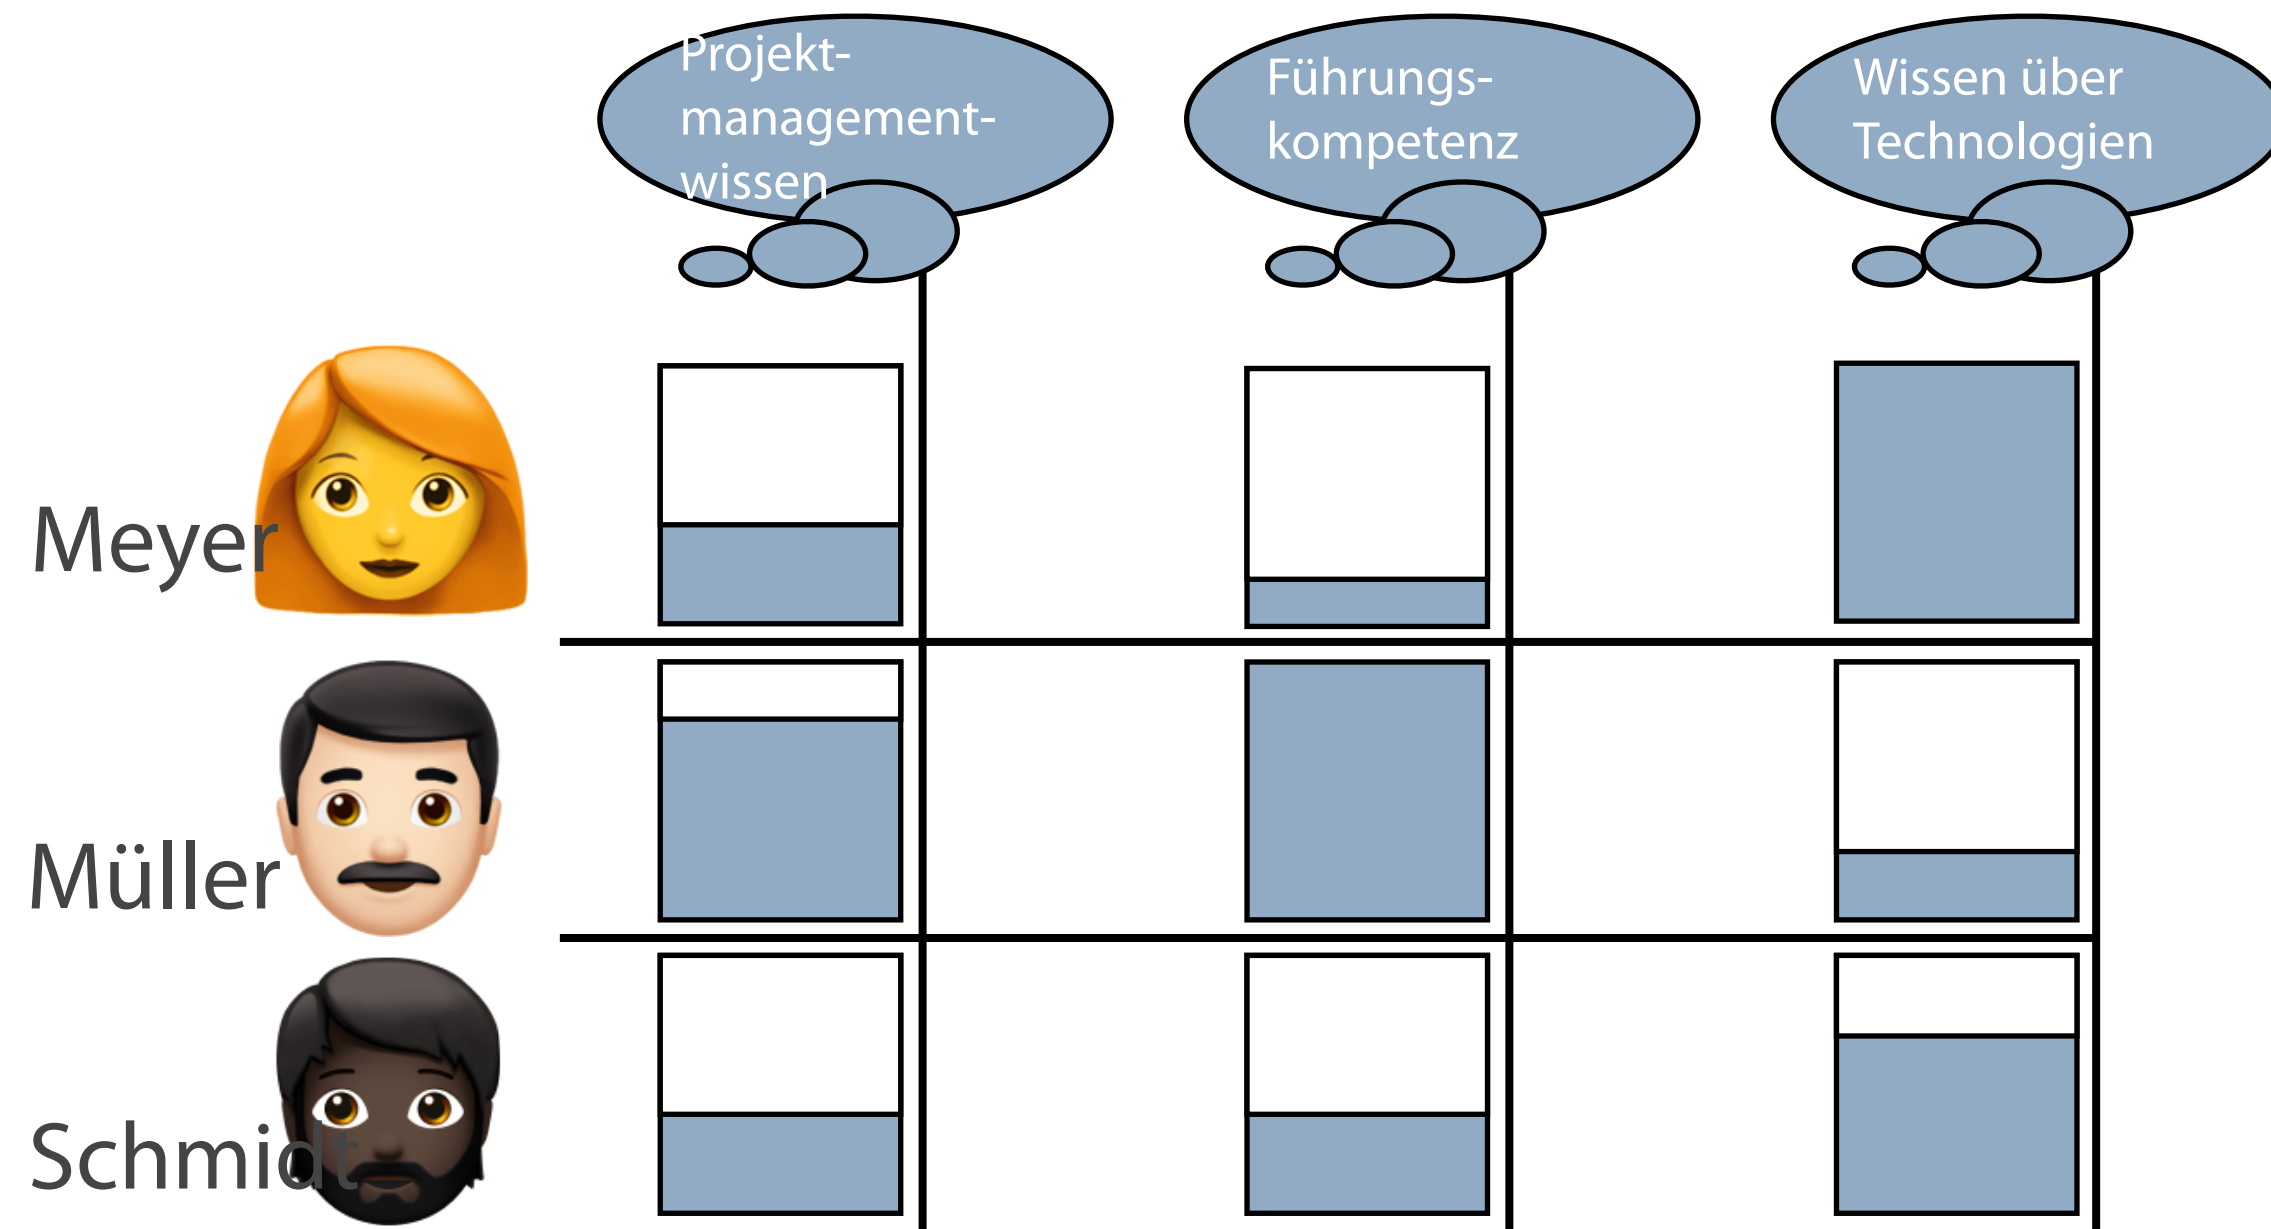 Projekt-
management-
wissen
Führungs-
kompetenz
Wissen über
Technologien
Meyer
Müller
Schmidt